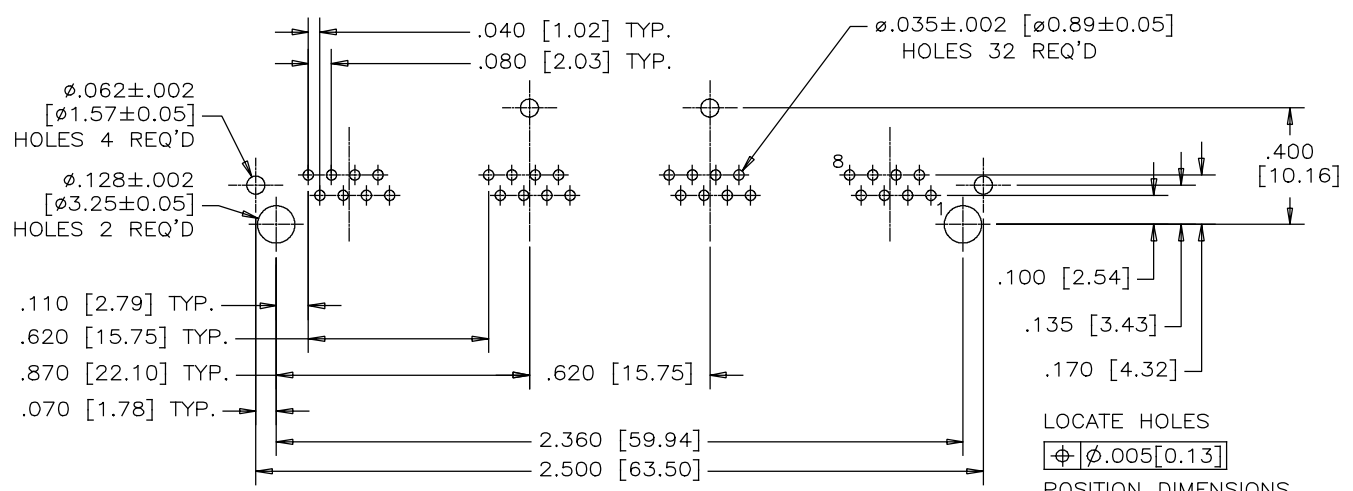 .040 [1.02] TYP.
.080 [2.03] TYP.
ø.035±.002 [ø0.89±0.05]
HOLES 32 REQ'D
ø.062±.002
[ø1.57±0.05]
HOLES 4 REQ'D
ø.128±.002
[ø3.25±0.05]
HOLES 2 REQ'D
8
1
.400
[10.16]
.100 [2.54]
.135 [3.43]
.170 [4.32]
.110 [2.79] TYP.
.620 [15.75] TYP.
.870 [22.10] TYP.
.620 [15.75]
.070 [1.78] TYP.
2.360 [59.94]
2.500 [63.50]
LOCATE HOLES
⌖ Ø.005[0.13]
POSITION DIMENSIONS